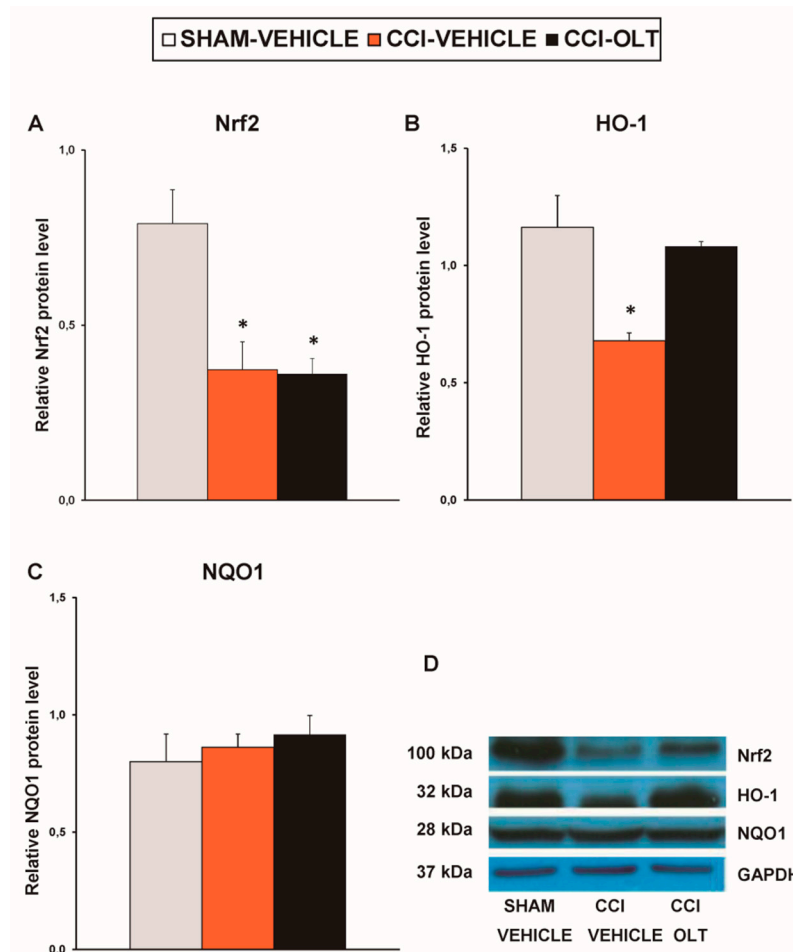 SHAM-VEHICLE CCI-VEHICLE CCI-OLT
A Nrf2
1,0
0,5
0,0
Relative Nrf2 protein level
*
*
B HO-1
1,5
1,0
0,5
0,0
Relative HO-1 protein level
*
C NQO1
1,5
1,0
0,5
0,0
Relative NQO1 protein level
D
100 kDa Nrf2
32 kDa HO-1
28 kDa NQO1
37 kDa GAPDH
SHAM CCI CCI
VEHICLE VEHICLE OLT